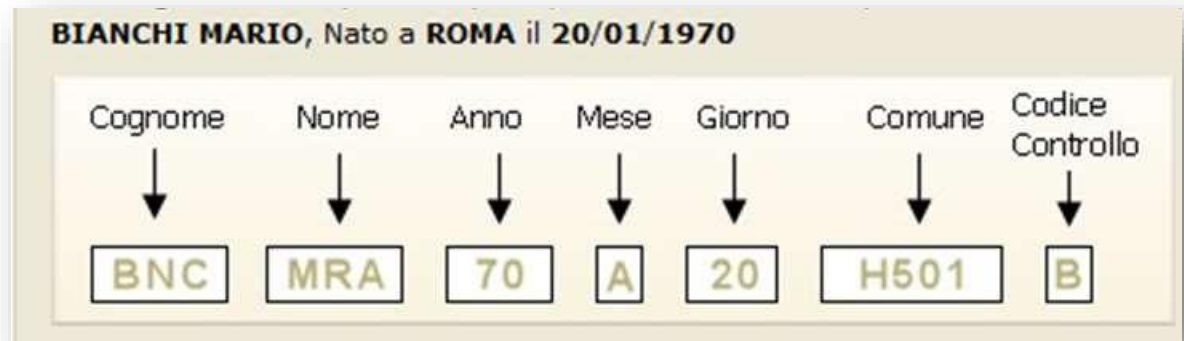 BIANCHI MARIO, Nato a ROMA il 20/01/1970
Cognome Nome Anno Mese Giorno Comune Codice Controllo
BNC MRA 70 A 20 H501 B